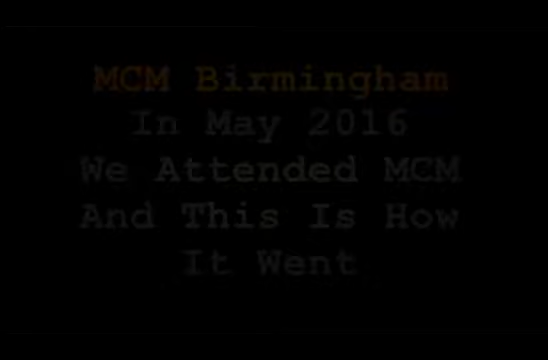 MCM Birmingham
In May 2016
We Attended MCM
And This Is How
It Went